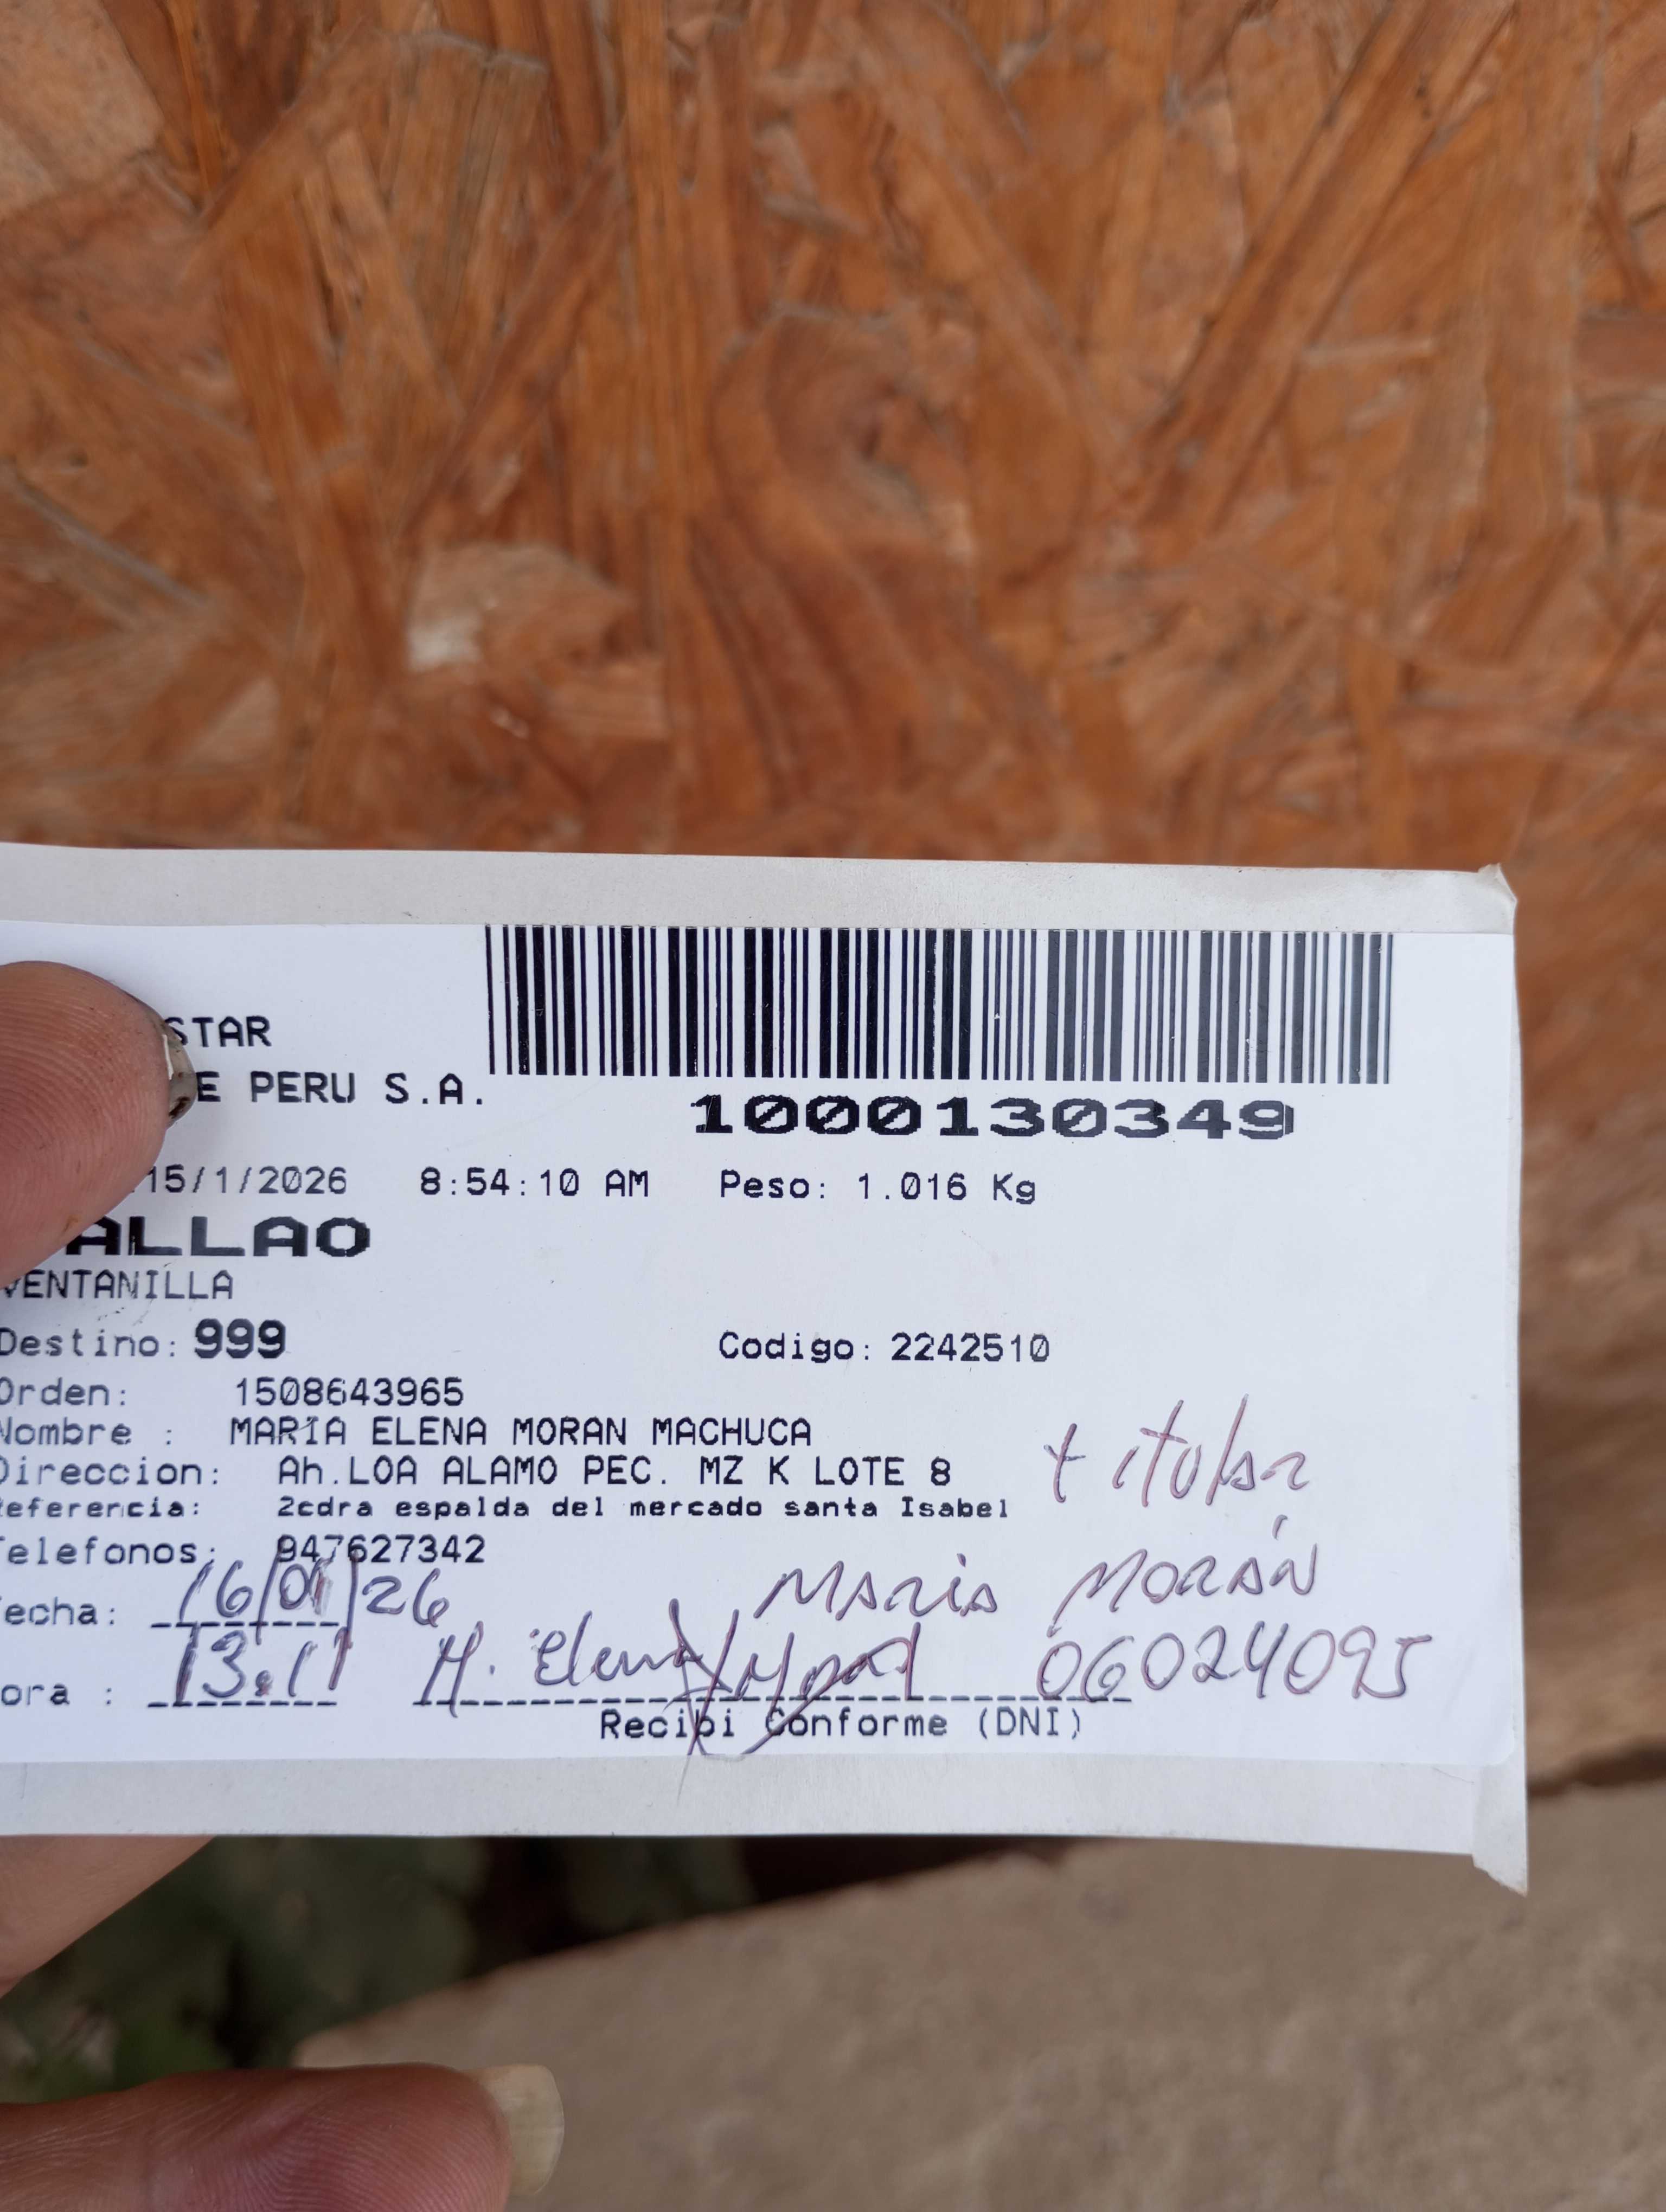 STAR
E PERU S.A.
1000130349
15/1/2026 8:54:10 AM Peso: 1.016 Kg
ALLAO
VENTANILLA
Destino: 999 Codigo: 2242510
Orden: 1508643965
Nombre : MARIA ELENA MORAN MACHUCA
Direccion: Ah.LOA ALAMO PEC. MZ K LOTE 8
titular
Referencia: 2cdra espalda del mercado santa Isabel
Telefonos: 947627342
Fecha: 16/01/26 MARIA MORÁN
ora : 13:11 M. Elena Moran 06024095
Recibi Conforme (DNI)